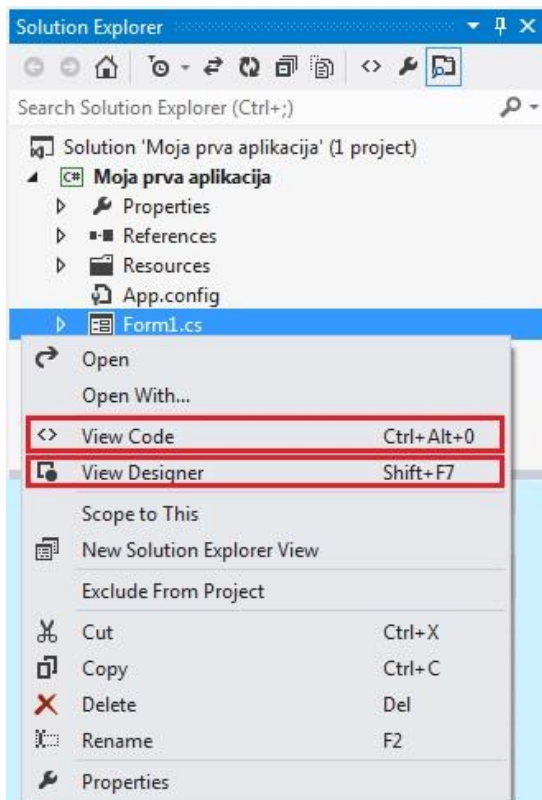 Solution Explorer
Search Solution Explorer (Ctrl+;)
Solution 'Moja prva aplikacija' (1 project)
C# Moja prva aplikacija
Properties
References
Resources
App.config
Form1.cs
Open
Open With...
View Code Ctrl+Alt+0
View Designer Shift+F7
Scope to This
New Solution Explorer View
Exclude From Project
Cut Ctrl+X
Copy Ctrl+C
Delete Del
Rename F2
Properties